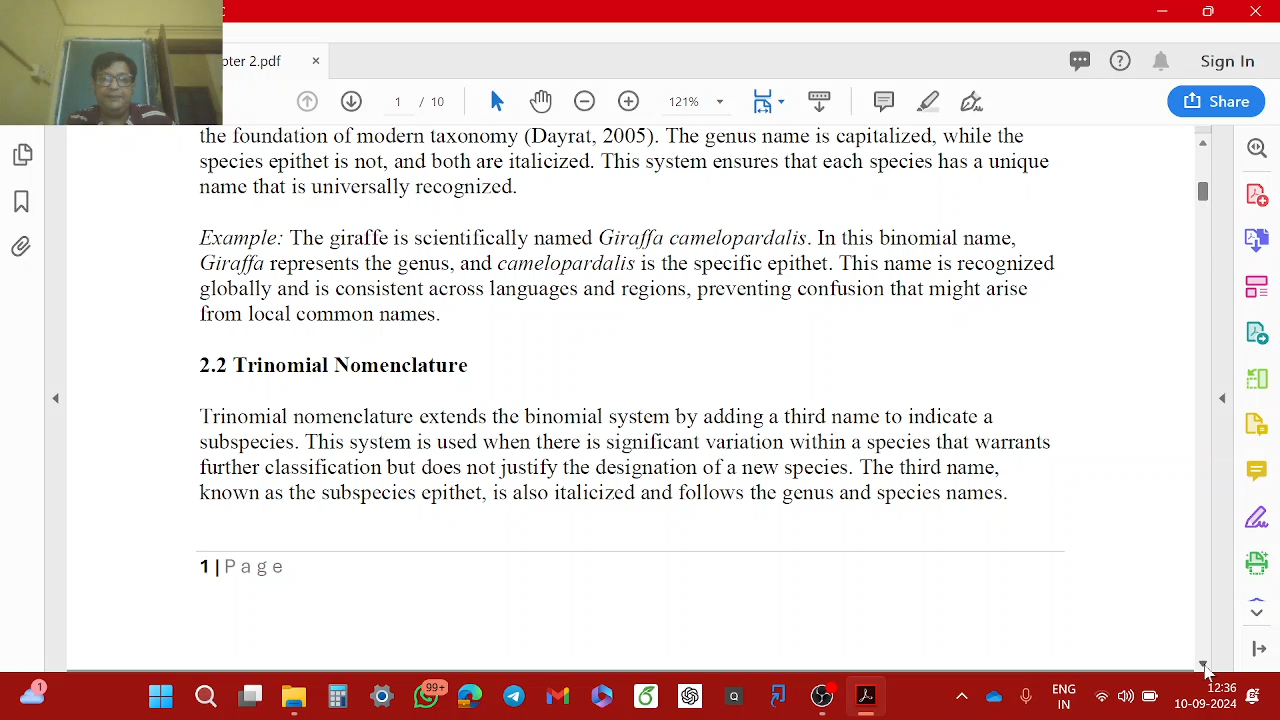 pter 2.pdf
Sign In
1 / 10
121%
Share
the foundation of modern taxonomy (Dayrat, 2005). The genus name is capitalized, while the
species epithet is not, and both are italicized. This system ensures that each species has a unique
name that is universally recognized.
Example: The giraffe is scientifically named Giraffa camelopardalis. In this binomial name,
Giraffa represents the genus, and camelopardalis is the specific epithet. This name is recognized
globally and is consistent across languages and regions, preventing confusion that might arise
from local common names.
2.2 Trinomial Nomenclature
Trinomial nomenclature extends the binomial system by adding a third name to indicate a
subspecies. This system is used when there is significant variation within a species that warrants
further classification but does not justify the designation of a new species. The third name,
known as the subspecies epithet, is also italicized and follows the genus and species names.
1 | Page
1
99+
ENG
IN
12:36
10-09-2024